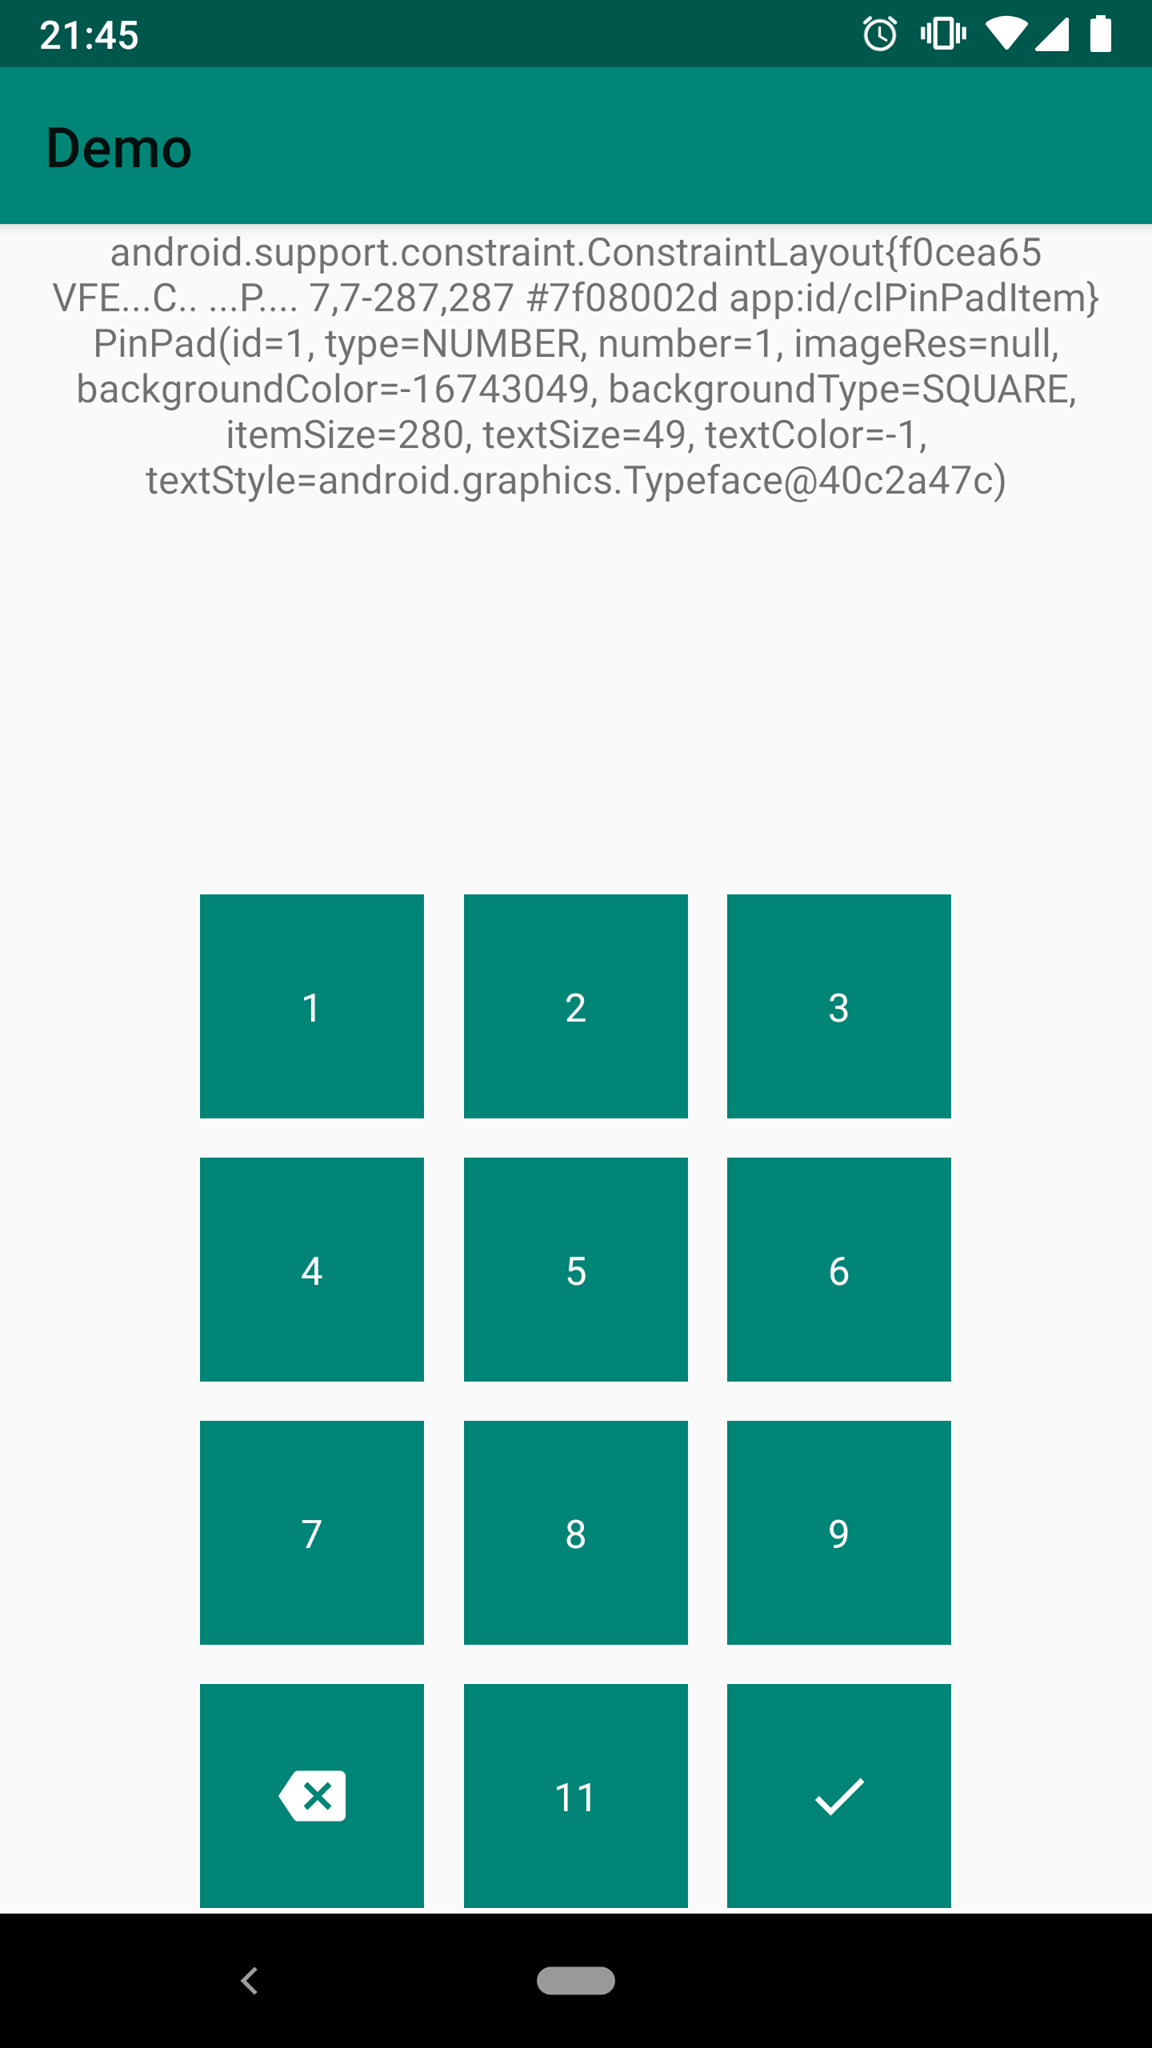 21:45
Demo
android.support.constraint.ConstraintLayout{f0cea65
VFE...C.. ...P.... 7,7-287,287 #7f08002d app:id/clPinPadItem}
PinPad(id=1, type=NUMBER, number=1, imageRes=null,
backgroundColor=-16743049, backgroundType=SQUARE,
itemSize=280, textSize=49, textColor=-1,
textStyle=android.graphics.Typeface@40c2a47c)
1 2 3
4 5 6
7 8 9
11